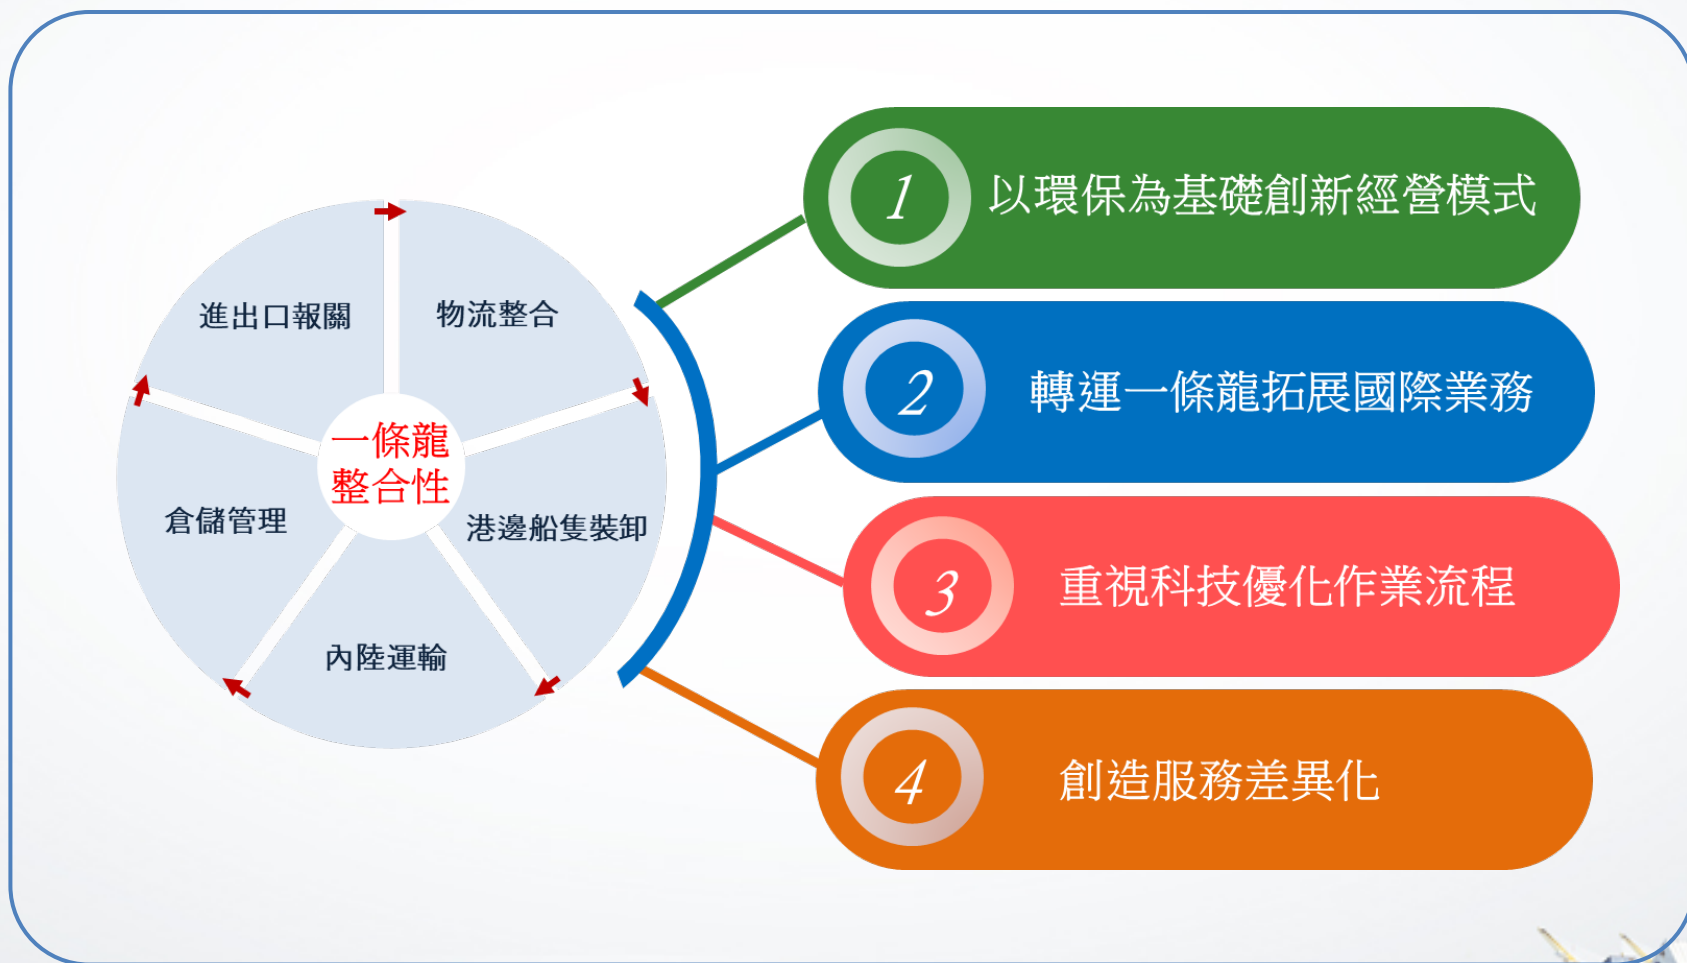 進出口報關
物流整合
一條龍
整合性
倉儲管理
港邊船隻裝卸
內陸運輸
1
以環保為基礎創新經營模式
2
轉運一條龍拓展國際業務
3
重視科技優化作業流程
4
創造服務差異化